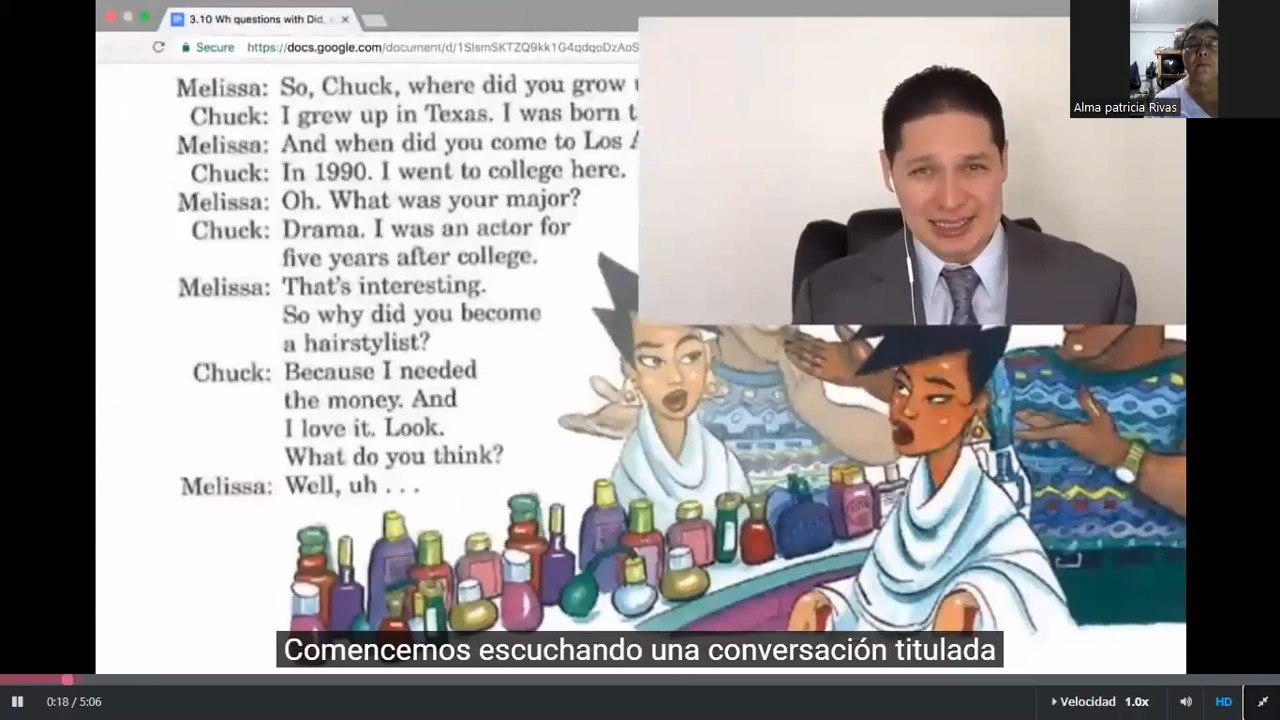 3.10 Wh questions with Did,
Alma patricia Rivas
Secure https://docs.google.com/document/d/1SlsmSKTZQ9kk1G4qdqoDzAoS
Melissa: So, Chuck, where did you grow
Chuck: I grew up in Texas. I was born
Melissa: And when did you come to Los
Chuck: In 1990. I went to college here.
Melissa: Oh. What was your major?
Chuck: Drama. I was an actor for
five years after college.
Melissa: That's interesting.
So why did you become
a hairstylist?
Chuck: Because I needed
the money. And
I love it. Look.
What do you think?
Melissa: Well, uh . . .
Comencemos escuchando una conversación titulada
0:18 / 5:06
Velocidad 1.0x
HD